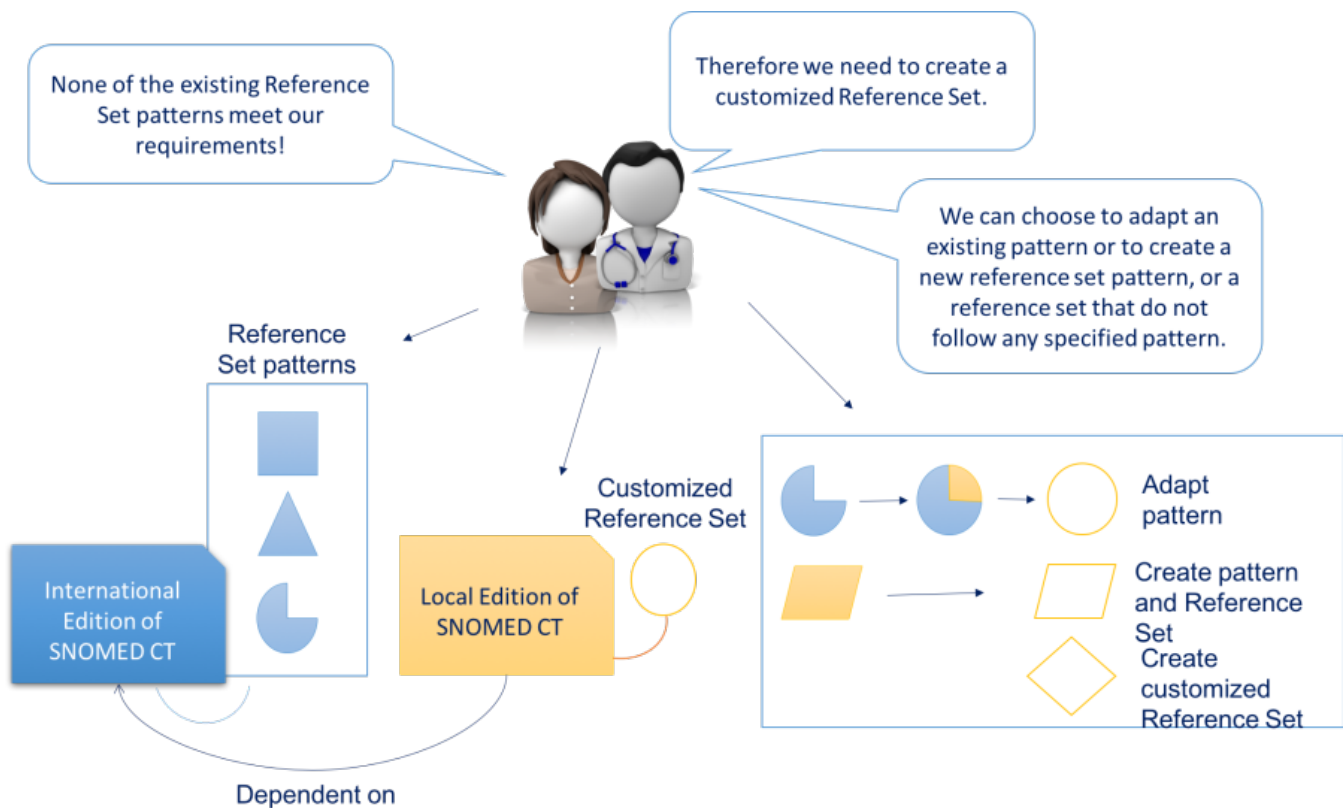 None of the existing Reference
Set patterns meet our
requirements!
Therefore we need to create a
customized Reference Set.
We can choose to adapt an
existing pattern or to create a
new reference set pattern, or a
reference set that do not
follow any specified pattern.
Reference
Set patterns
International
Edition of
SNOMED CT
Customized
Reference Set
Local Edition of
SNOMED CT
Adapt
pattern
Create pattern
and Reference
Set
Create
customized
Reference Set
Dependent on